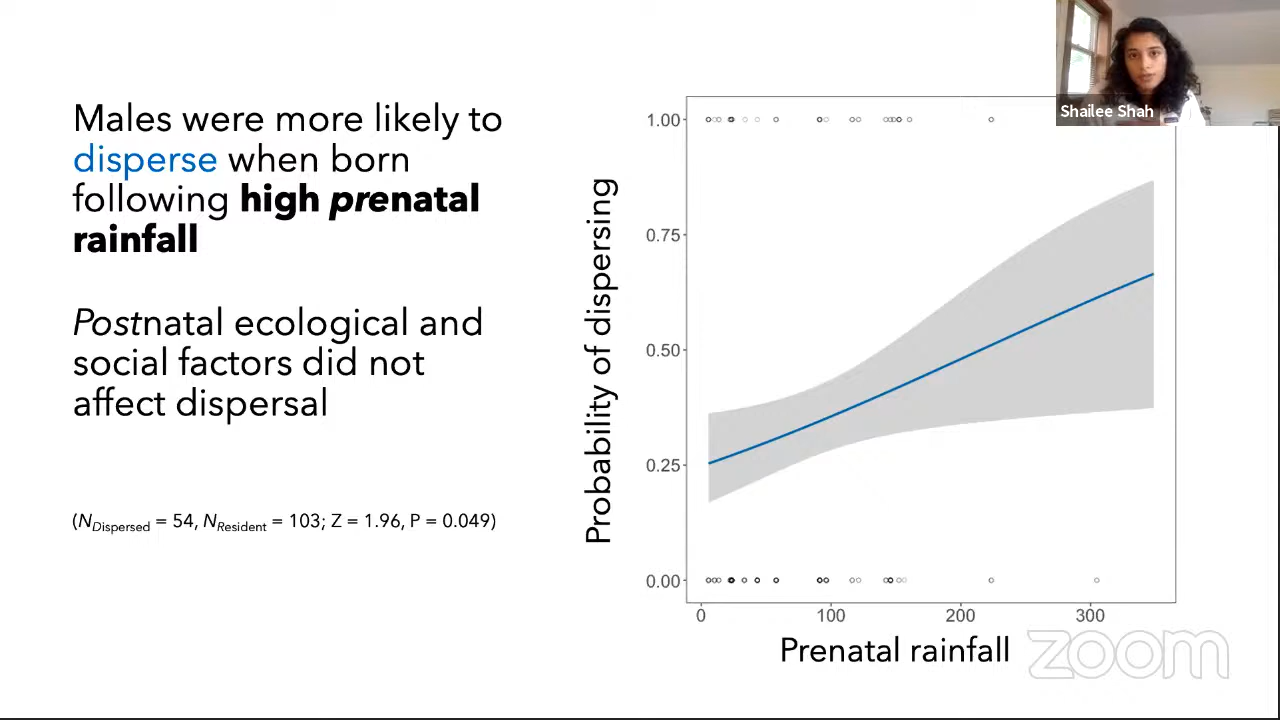 Males were more likely to
disperse when born
following high prenatal
rainfall
Postnatal ecological and
social factors did not
affect dispersal
(NDispersed = 54, NResident = 103; Z = 1.96, P = 0.049)
Shailee Shah
Probability of dispersing
1.00
0.75
0.50
0.25
0.00
0 100 200 300
Prenatal rainfall
zoom